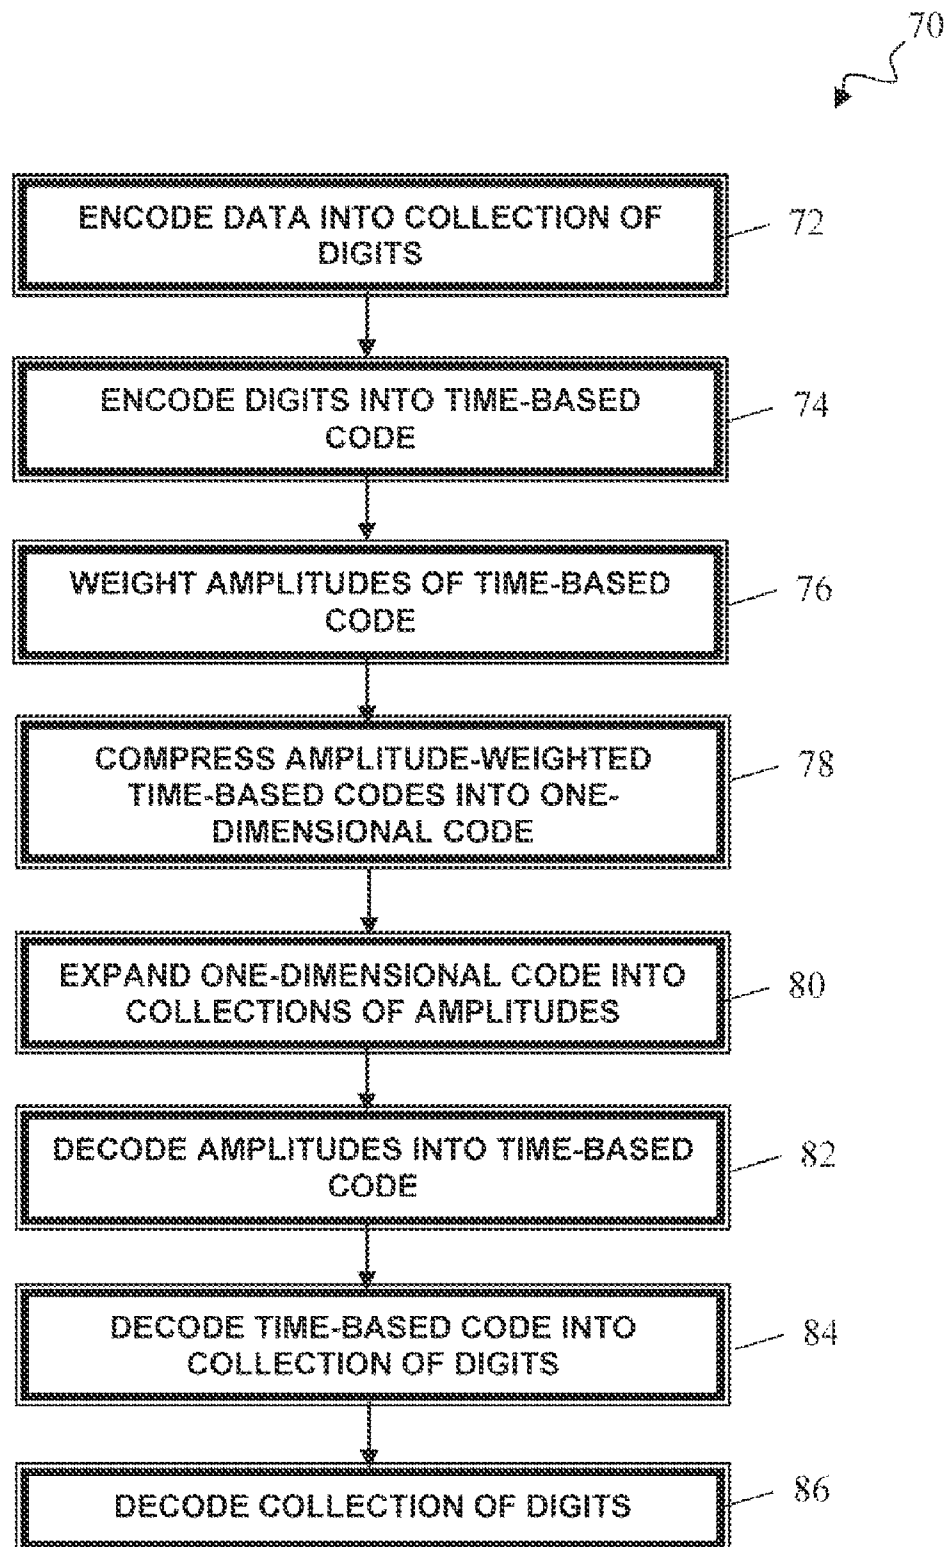 70
ENCODE DATA INTO COLLECTION OF
DIGITS
72
ENCODE DIGITS INTO TIME-BASED
CODE
74
WEIGHT AMPLITUDES OF TIME-BASED
CODE
76
COMPRESS AMPLITUDE-WEIGHTED
TIME-BASED CODES INTO ONE-
DIMENSIONAL CODE
78
EXPAND ONE-DIMENSIONAL CODE INTO
COLLECTIONS OF AMPLITUDES
80
DECODE AMPLITUDES INTO TIME-BASED
CODE
82
DECODE TIME-BASED CODE INTO
COLLECTION OF DIGITS
84
DECODE COLLECTION OF DIGITS
86